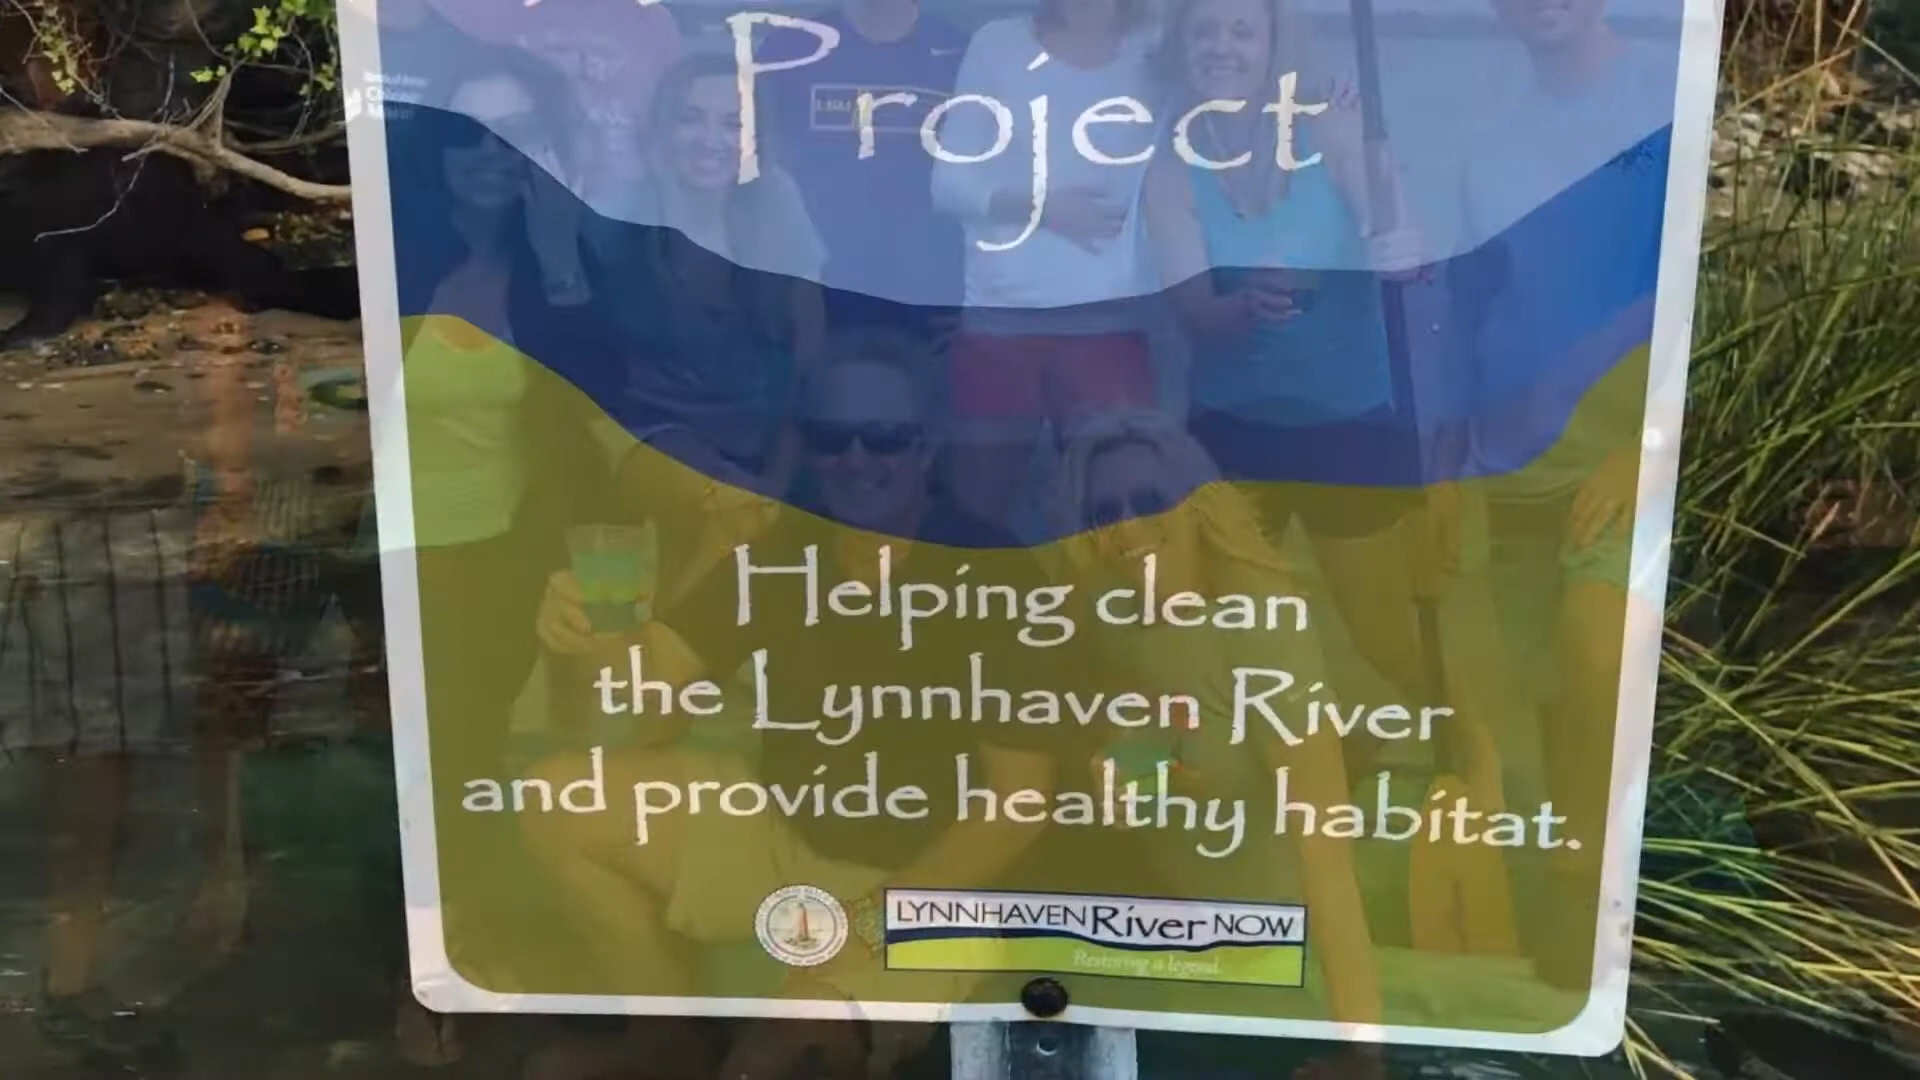 Project
Helping clean
the Lynnhaven River
and provide healthy habitat.
LYNNHAVEN River NOW
Restoring a legend.